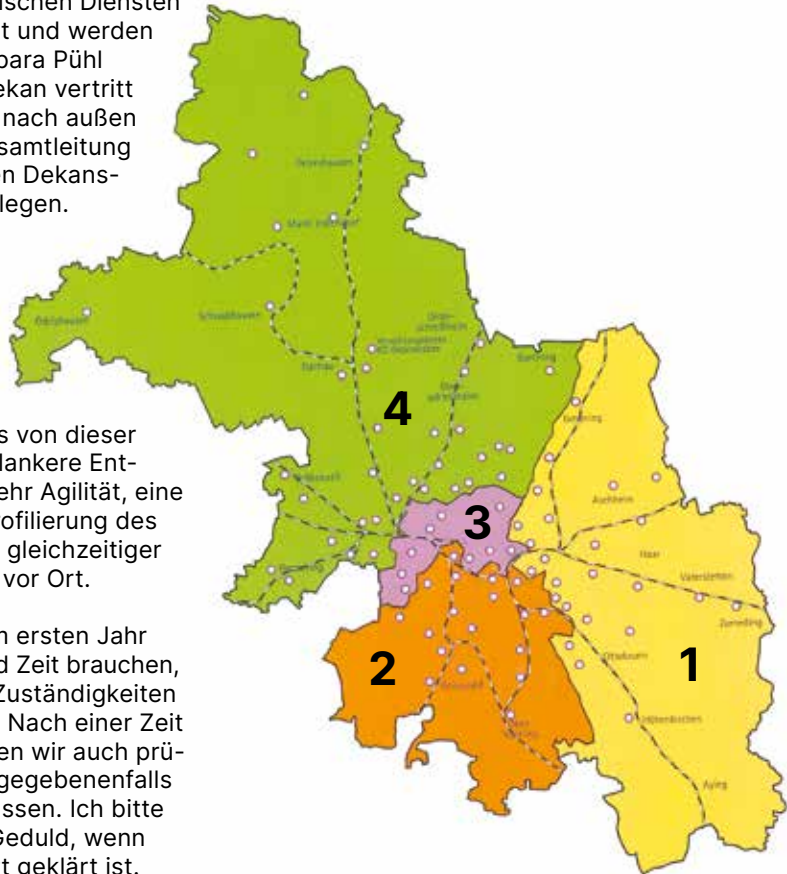 ischen Diensten
t und werden
bara Pühl
ekan vertritt
nach außen
samtleitung
en Dekans-
legen.
Markt Indersdorf
Odelzhausen
Schwabhausen
Dachau
Garching
4
s von dieser
lankere Ent-
ehr Agilität, eine
rofilierung des
gleichzeitiger
vor Ort.
Ismaning
Aschheim
3
Haar
Vaterstetten
Zorneding
n ersten Jahr
d Zeit brauchen,
Zuständigkeiten
Nach einer Zeit
en wir auch prü-
gegebenenfalls
ssen. Ich bitte
Geduld, wenn
t geklärt ist.
2
1
Ottobrunn
Höhenkirchen
Aying